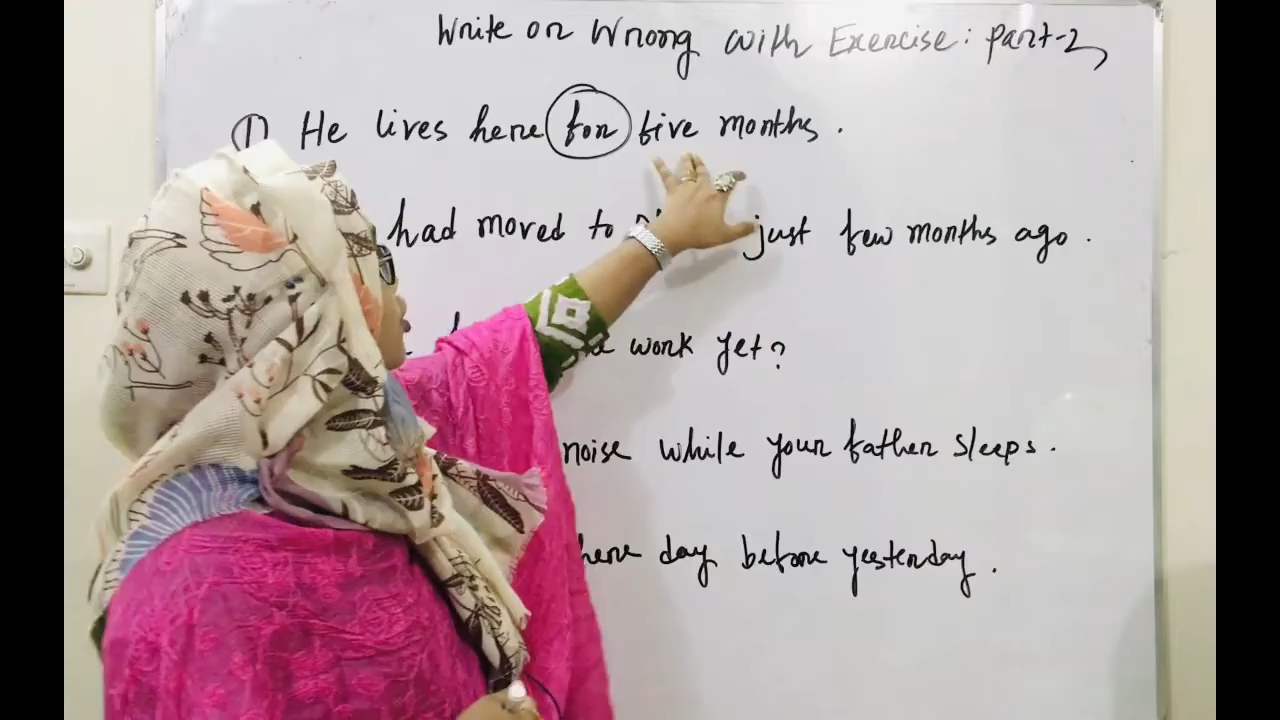 Write or Wrong with Exercise: part-2
① He lives here for five months.
had moved to just few months ago.
work yet?
noise while your father sleeps.
here day before yesterday.